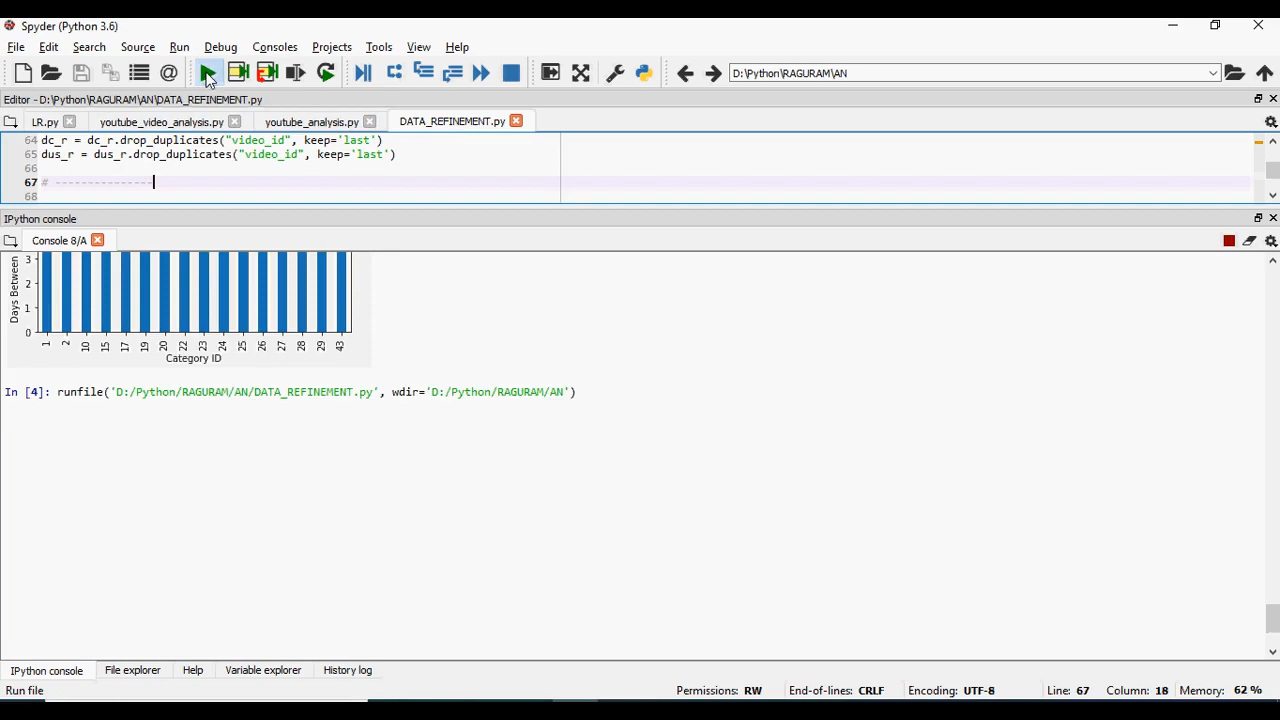 Spyder (Python 3.6)
File Edit Search Source Run Debug Consoles Projects Tools View Help
D:\Python\RAGURAM\AN
Editor - D:\Python\RAGURAM\AN\DATA_REFINEMENT.py
LR.py youtube_video_analysis.py youtube_analysis.py DATA_REFINEMENT.py
64 dc_r = dc_r.drop_duplicates("video_id", keep='last')
65 dus_r = dus_r.drop_duplicates("video_id", keep='last')
66
67 # ---------------
68
IPython console
Console 8/A
3
2
1
0
Days Between
1 2 10 15 17 19 20 22 23 24 25 26 27 28 29 43
Category ID
In [4]: runfile('D:/Python/RAGURAM/AN/DATA_REFINEMENT.py', wdir='D:/Python/RAGURAM/AN')
IPython console File explorer Help Variable explorer History log
Run file Permissions: RW End-of-lines: CRLF Encoding: UTF-8 Line: 67 Column: 18 Memory: 62 %